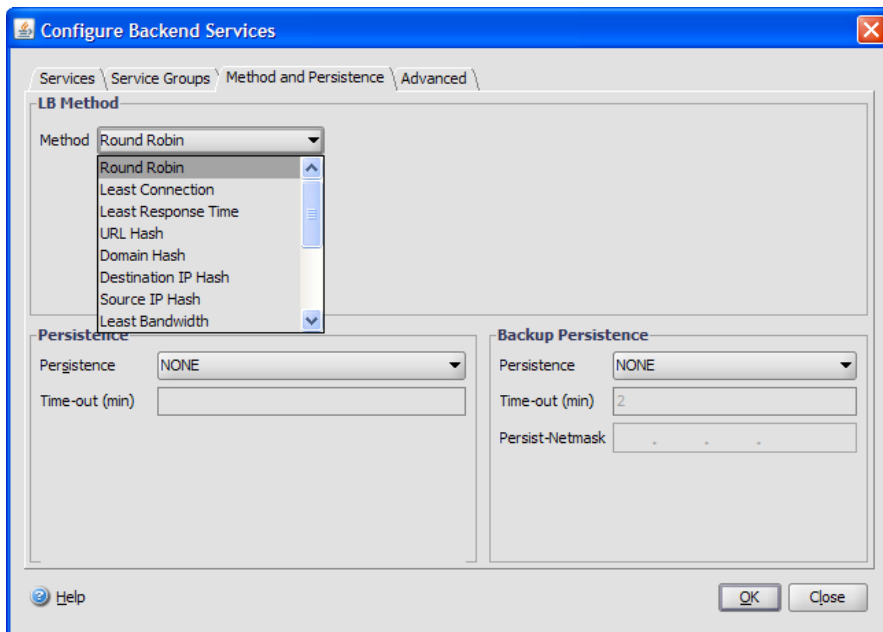 Configure Backend Services
Services Service Groups Method and Persistence Advanced
LB Method
Method Round Robin
Round Robin
Least Connection
Least Response Time
URL Hash
Domain Hash
Destination IP Hash
Source IP Hash
Least Bandwidth
Persistence
Persistence NONE
Time-out (min)
Backup Persistence
Persistence NONE
Time-out (min) 2
Persist-Netmask . . .
Help OK Close